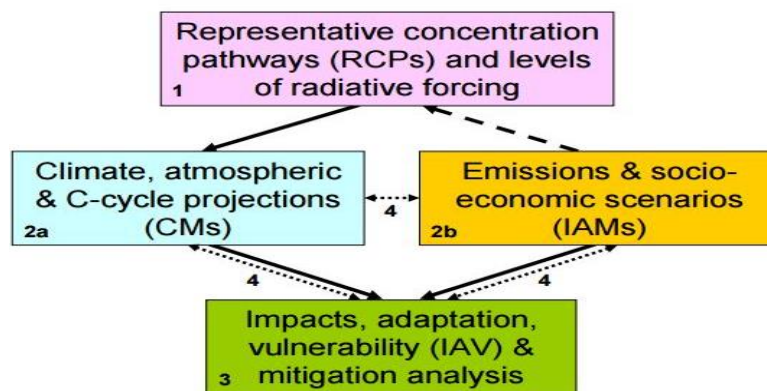 Representative concentration
pathways (RCPs) and levels
of radiative forcing
1
Climate, atmospheric
& C-cycle projections
(CMs)
2a
4
Emissions & socio-
economic scenarios
(IAMs)
2b
4
4
Impacts, adaptation,
vulnerability (IAV) &
mitigation analysis
3